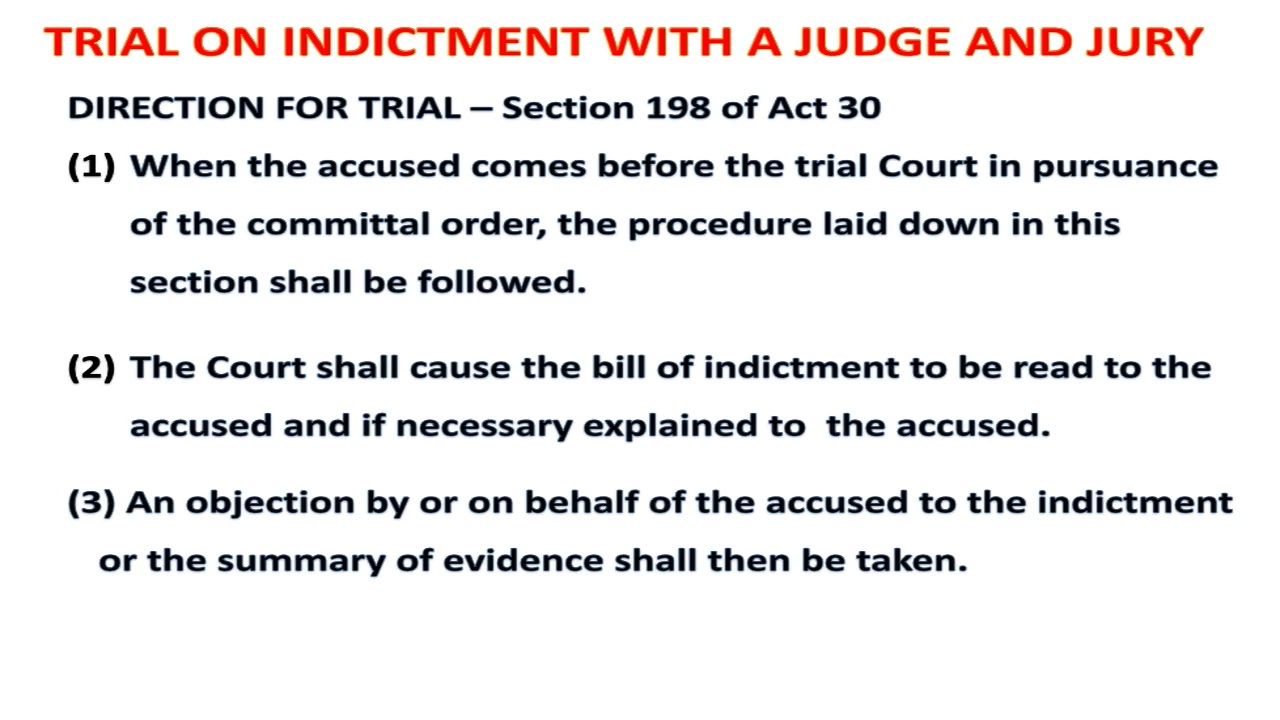 TRIAL ON INDICTMENT WITH A JUDGE AND JURY
DIRECTION FOR TRIAL – Section 198 of Act 30
(1) When the accused comes before the trial Court in pursuance
of the committal order, the procedure laid down in this
section shall be followed.
(2) The Court shall cause the bill of indictment to be read to the
accused and if necessary explained to  the accused.
(3) An objection by or on behalf of the accused to the indictment
or the summary of evidence shall then be taken.